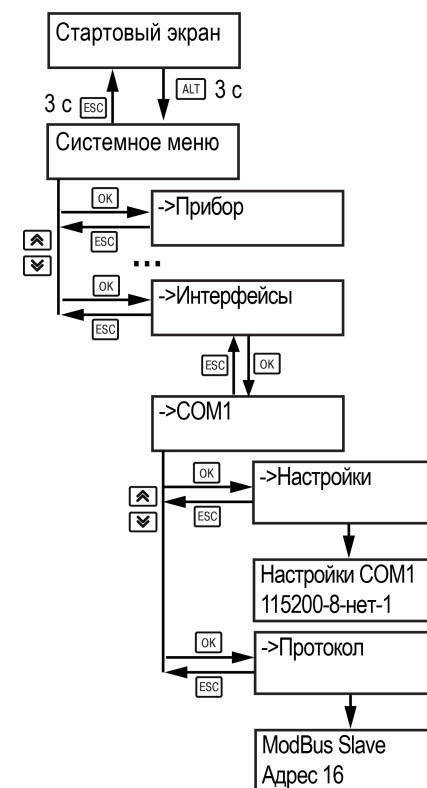 Стартовый экран
3 с ESC
ALT 3 с
Системное меню
OK
->Прибор
ESC
...
OK
->Интерфейсы
ESC
ESC
OK
->COM1
OK
->Настройки
ESC
Настройки COM1
115200-8-нет-1
OK
->Протокол
ESC
ModBus Slave
Адрес 16